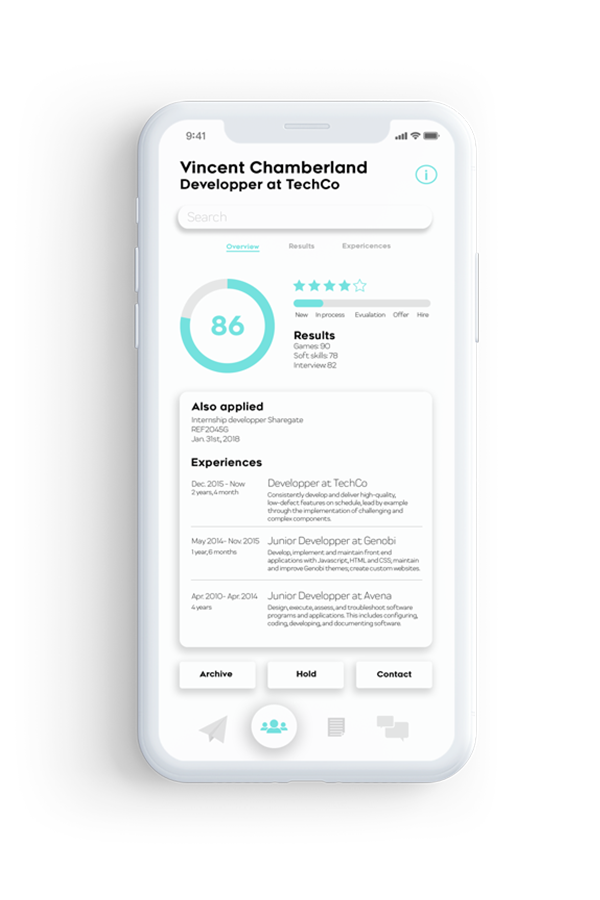 9:41
Vincent Chamberland
Developper at TechCo
Search
Overview Results Expericences
86
New In process Evualation Offer Hire
Results
Games: 90
Soft skills: 78
Interview: 82
Also applied
Internship developper Sharegate
REF2045G
Jan. 31st, 2018
Experiences
Dec. 2015 - Now
2 years, 4 month
Developper at TechCo
Consistently develop and deliver high-quality,
low-defect features on schedule, lead by example
through the implementation of challenging and
complex components.
May 2014- Nov. 2015
1 year, 6 months
Junior Developper at Genobi
Develop, implement and maintain front end
applications with Javascript, HTML and CSS; maintain
and improve Genobi themes; create custom websites.
Apr. 2010- Apr. 2014
4 years
Junior Developper at Avena
Design, execute, assess, and troubleshoot software
programs and applications. This includes configuring,
coding, developing, and documenting software.
Archive Hold Contact